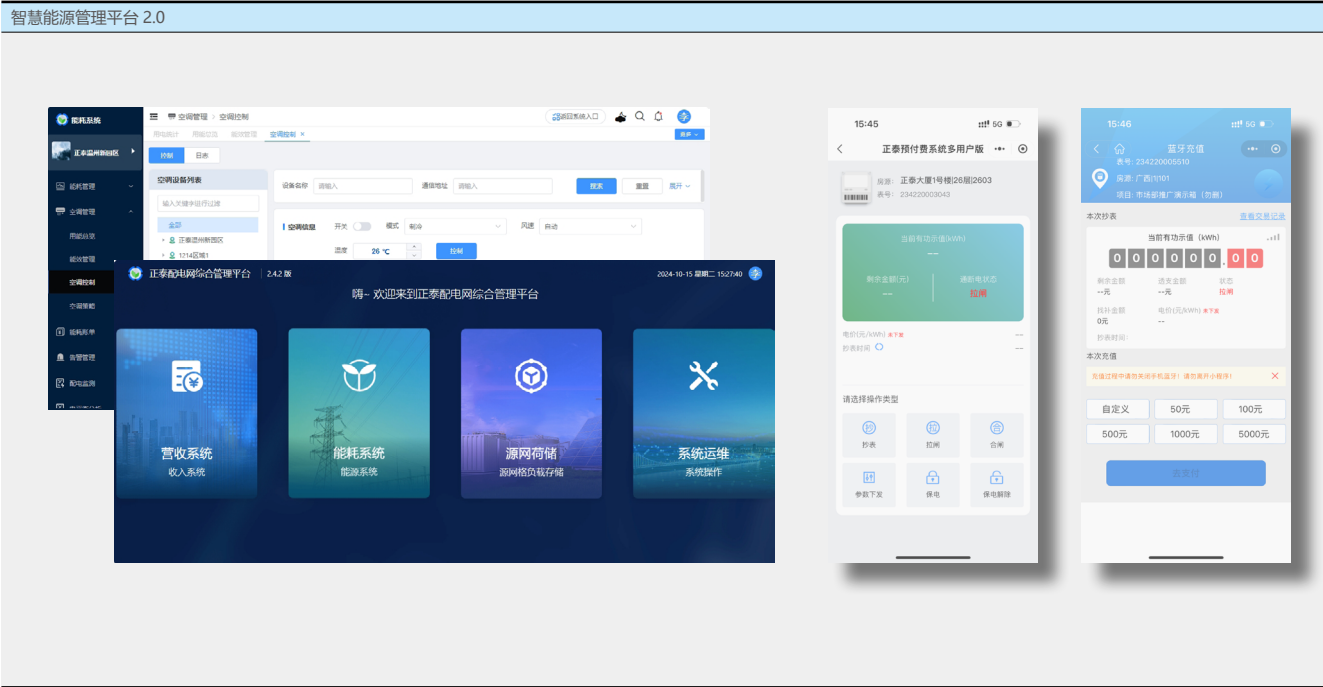 智慧能源管理平台 2.0
能耗系统
空调管理 > 空调控制
返回系统入口
李
用电统计 用能总览 能效管理 空调控制 ×
更多
正泰温州新园区
控制 日志
能耗管理
空调管理
用能总览
能效管理
空调控制
空调策略
能耗账单
告警管理
配电监测
空调设备列表
输入关键字进行过滤
全部
正泰温州新园区
1214区域1
设备名称 请输入 通信地址 请输入 搜索 重置 展开
空调信息 开关 模式 制冷 风速 自动
温度 26 ℃ 控制
正泰配电网综合管理平台 2.4.2 版
2024-10-15 星期二 15:27:40 李
嗨~ 欢迎来到正泰配电网综合管理平台
营收系统
收入系统
能耗系统
能源系统
源网荷储
源网格负载存储
系统运维
系统操作
15:45 5G
正泰预付费系统多用户版
房源: 正泰大厦1号楼|26层|2603
表号: 234220003043
当前有功示值(kWh)
--
剩余金额(元) 通断电状态
-- 拉闸
电价(元/kWh) 未下发 --
抄表时间 --
请选择操作类型
抄 拉 合
抄表 拉闸 合闸
参数下发 保电 保电解除
15:46 5G
蓝牙充值
表号: 234220005510
房源: 广西|1|101
项目: 市场部推广演示箱（勿删）
本次抄表 查看交易记录
当前有功示值（kWh）
000000.00
剩余金额 透支金额 状态
--元 --元 拉闸
找补金额 电价(元/kWh) 未下发
0元 --
抄表时间:
本次充值
充值过程中请勿关闭手机蓝牙！请勿离开小程序！
自定义 50元 100元
500元 1000元 5000元
去支付